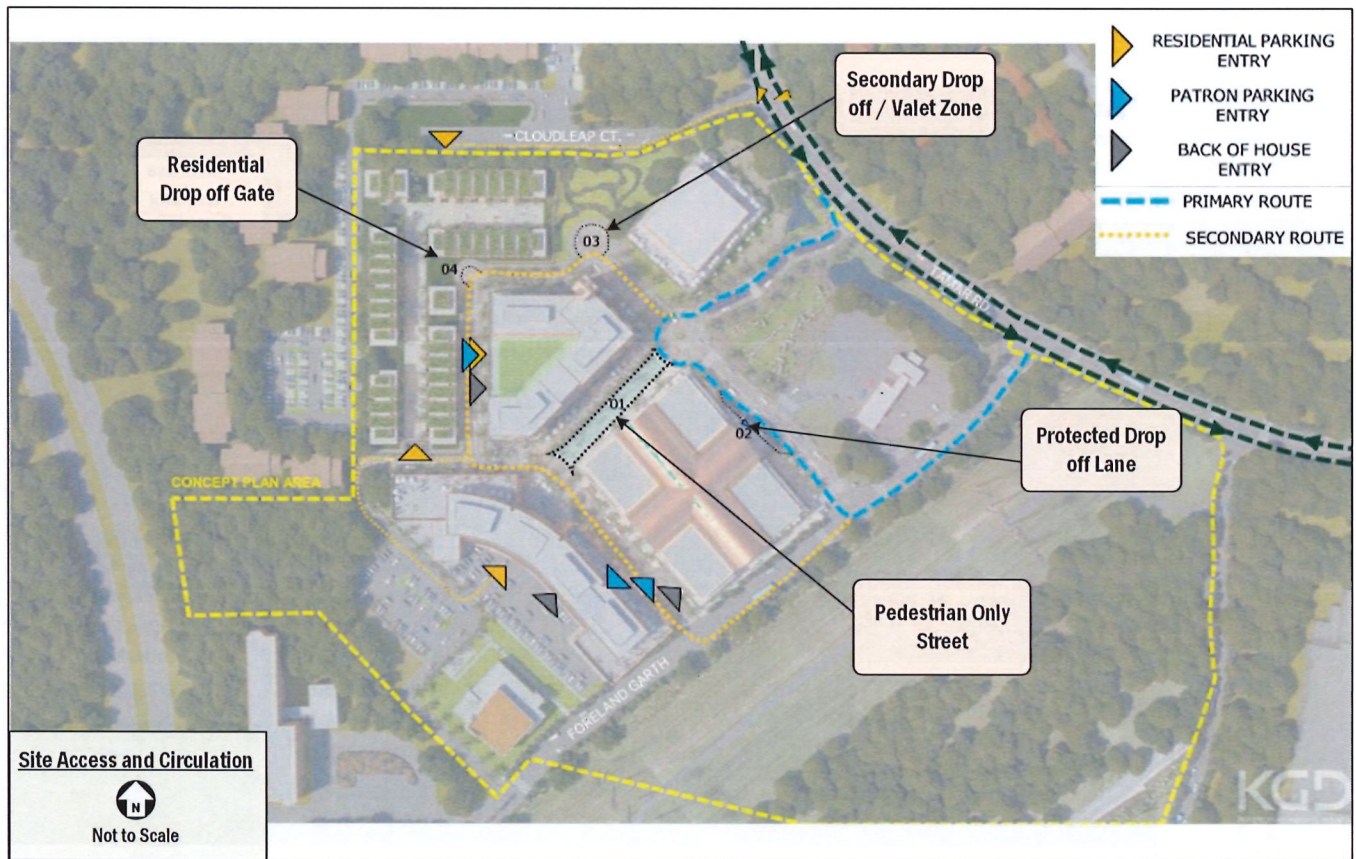 RESIDENTIAL PARKING
ENTRY
PATRON PARKING
ENTRY
BACK OF HOUSE
ENTRY
PRIMARY ROUTE
SECONDARY ROUTE
Secondary Drop
off / Valet Zone
CLOUDLEAP CT.
Residential
Drop off Gate
03
04
TAMAR RD.
01
02
Protected Drop
off Lane
CONCEPT PLAN AREA
Pedestrian Only
Street
FORELAND GARTH
Site Access and Circulation
N
Not to Scale
KGD